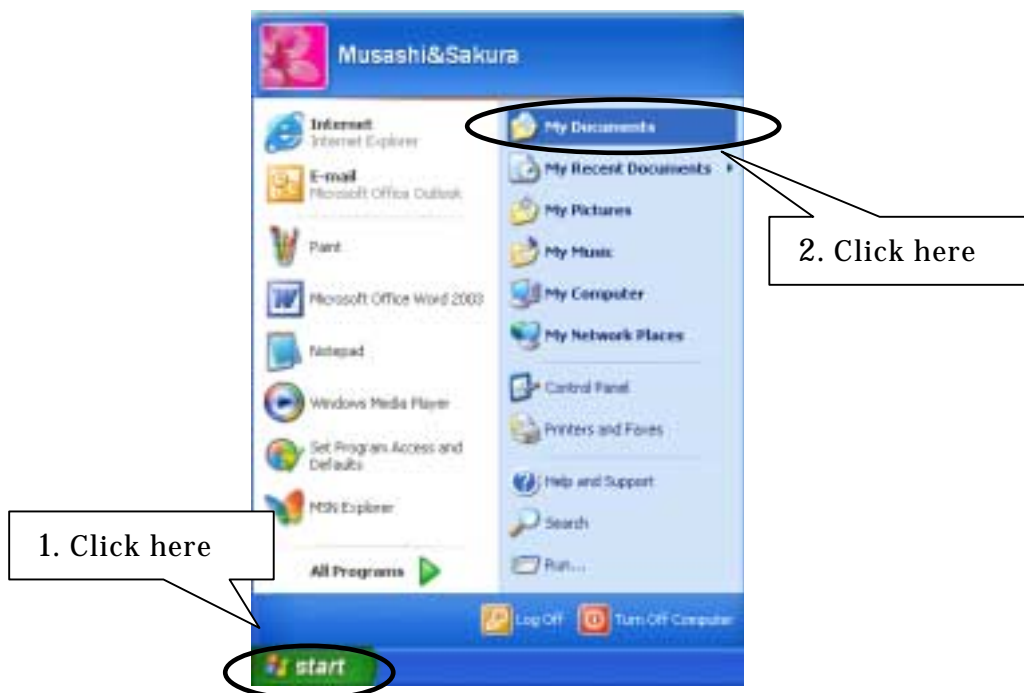 Musashi&Sakura
Internet
Internet Explorer
E-mail
Microsoft Office Outlook
Paint
Microsoft Office Word 2003
Notepad
Windows Media Player
Set Program Access and
Defaults
MSN Explorer
All Programs
My Documents
My Recent Documents
My Pictures
My Music
My Computer
My Network Places
Control Panel
Printers and Faxes
Help and Support
Search
Run...
Log Off
Turn Off Computer
start
1. Click here
2. Click here